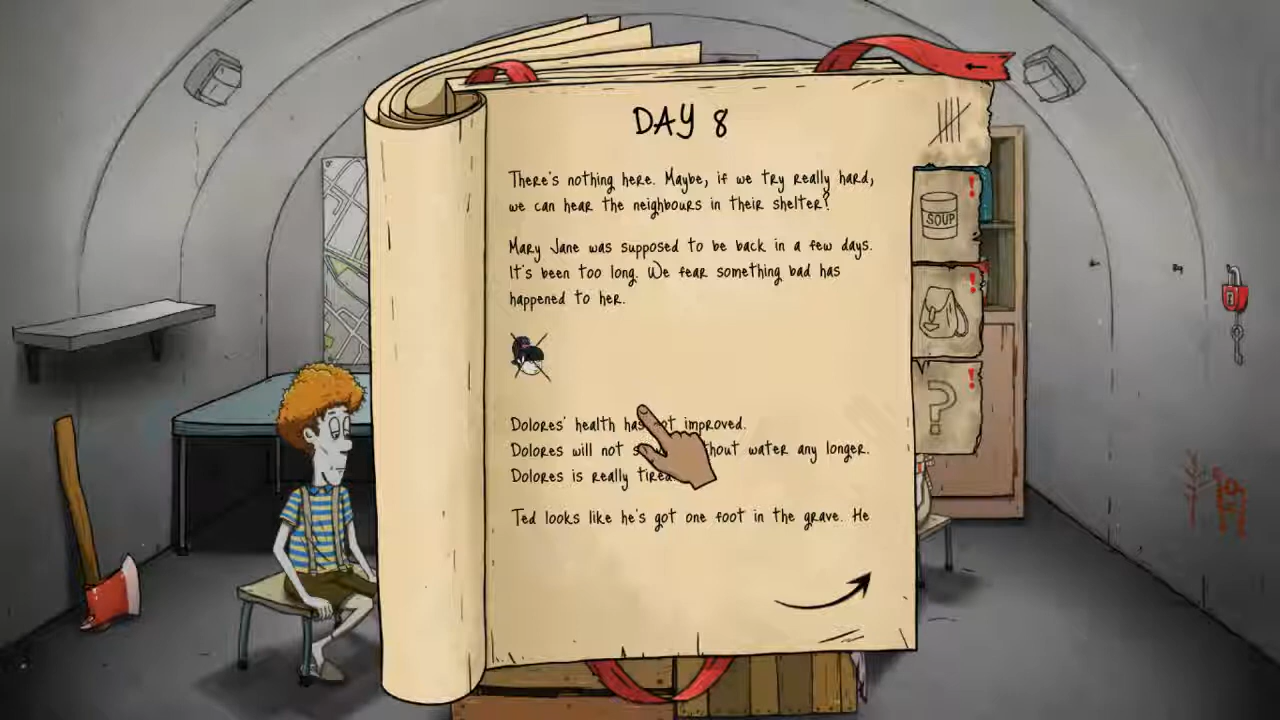 DAY 8
There's nothing here. Maybe, if we try really hard,
we can hear the neighbours in their shelter?
Mary Jane was supposed to be back in a few days.
It's been too long. We fear something bad has
happened to her.
Dolores' health has not improved.
Dolores will not without water any longer.
Dolores is really tired.
Ted looks like he's got one foot in the grave. He
SOUP
!
!
!
?